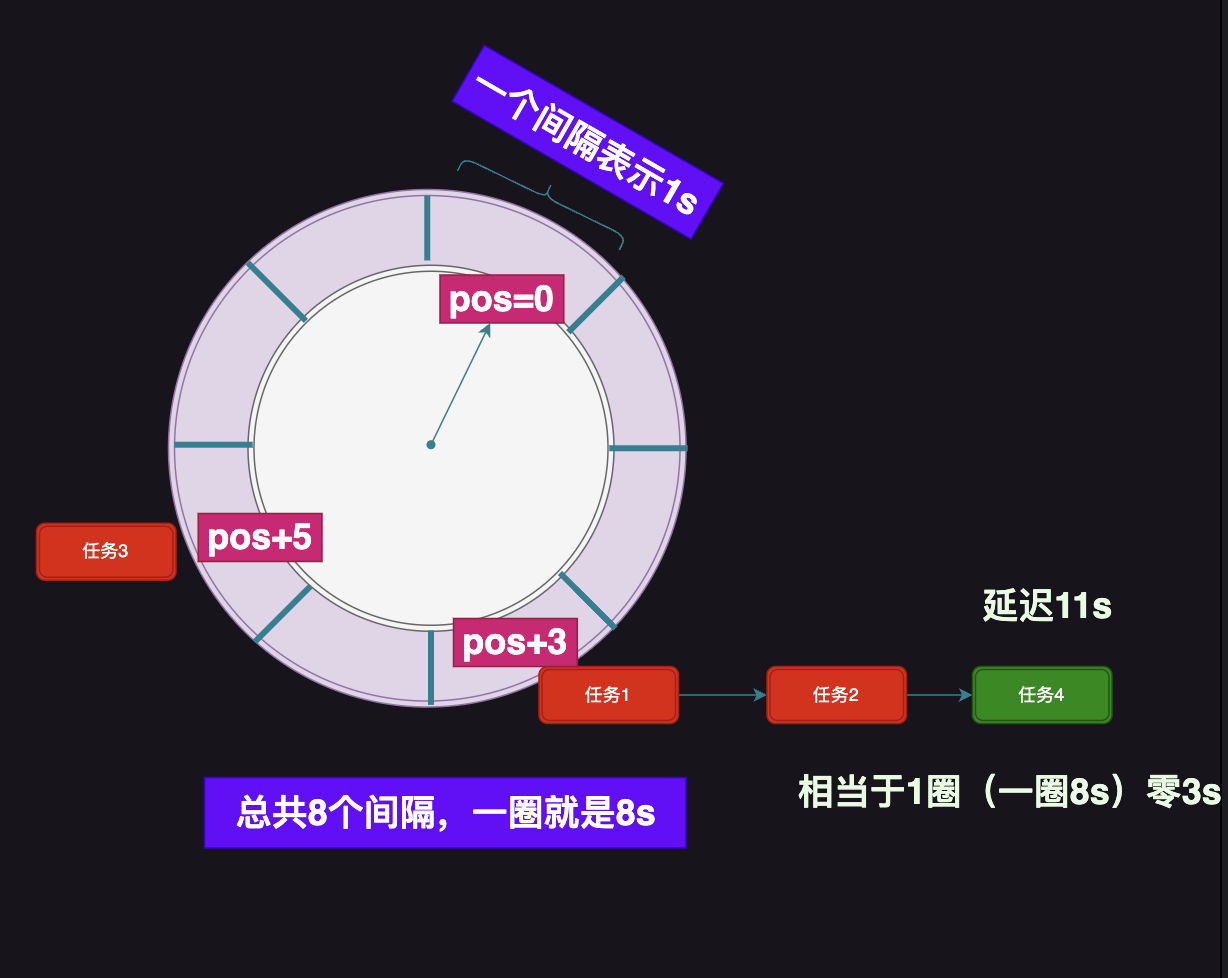 一个间隔表示1s
pos=0
pos+5
任务3
pos+3
延迟11s
任务1
任务2
任务4
相当于1圈（一圈8s）零3s
总共8个间隔，一圈就是8s